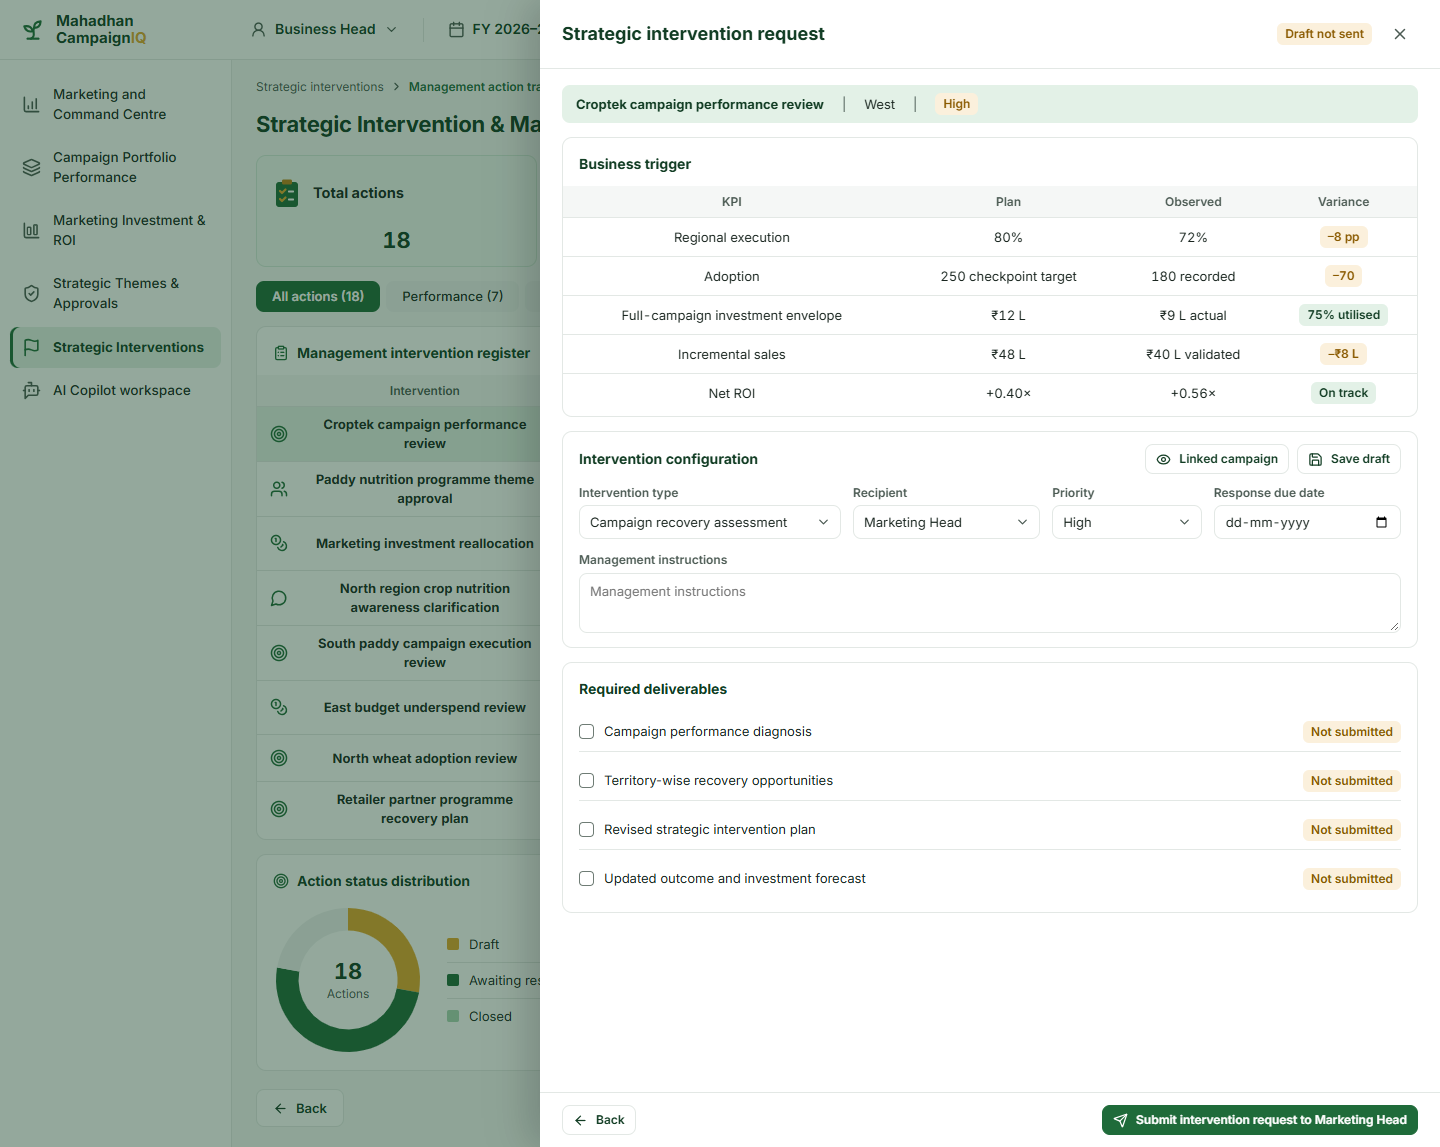 Mahadhan
CampaignIQ
Business Head
FY 2026–2
Marketing and
Command Centre
Campaign Portfolio
Performance
Marketing Investment &
ROI
Strategic Themes &
Approvals
Strategic Interventions
AI Copilot workspace
Strategic interventions > Management action tra
Strategic Intervention & Ma
Total actions
18
All actions (18)
Performance (7)
Management intervention register
Intervention
Croptek campaign performance
review
Paddy nutrition programme theme
approval
Marketing investment reallocation
North region crop nutrition
awareness clarification
South paddy campaign execution
review
East budget underspend review
North wheat adoption review
Retailer partner programme
recovery plan
Action status distribution
18
Actions
Draft
Awaiting res
Closed
Back
Strategic intervention request
Draft not sent
Croptek campaign performance review | West | High
Business trigger
KPI Plan Observed Variance
Regional execution 80% 72% −8 pp
Adoption 250 checkpoint target 180 recorded −70
Full-campaign investment envelope ₹12 L ₹9 L actual 75% utilised
Incremental sales ₹48 L ₹40 L validated −₹8 L
Net ROI +0.40× +0.56× On track
Intervention configuration
Linked campaign
Save draft
Intervention type Recipient Priority Response due date
Campaign recovery assessment Marketing Head High dd-mm-yyyy
Management instructions
Management instructions
Required deliverables
Campaign performance diagnosis Not submitted
Territory-wise recovery opportunities Not submitted
Revised strategic intervention plan Not submitted
Updated outcome and investment forecast Not submitted
Back
Submit intervention request to Marketing Head